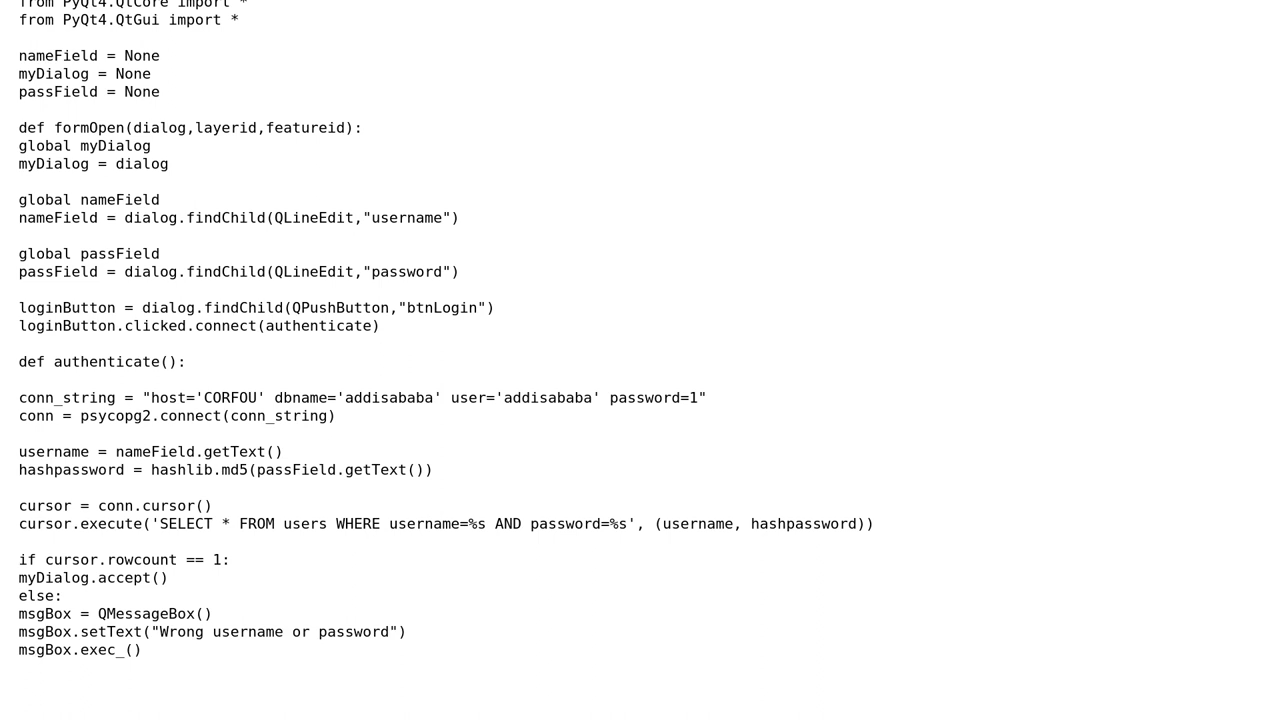 from PyQt4.QtCore import *
from PyQt4.QtGui import *
nameField = None
myDialog = None
passField = None
def formOpen(dialog,layerid,featureid):
global myDialog
myDialog = dialog
global nameField
nameField = dialog.findChild(QLineEdit,"username")
global passField
passField = dialog.findChild(QLineEdit,"password")
loginButton = dialog.findChild(QPushButton,"btnLogin")
loginButton.clicked.connect(authenticate)
def authenticate():
conn_string = "host='CORFOU' dbname='addisababa' user='addisababa' password=1"
conn = psycopg2.connect(conn_string)
username = nameField.getText()
hashpassword = hashlib.md5(passField.getText())
cursor = conn.cursor()
cursor.execute('SELECT * FROM users WHERE username=%s AND password=%s', (username, hashpassword))
if cursor.rowcount == 1:
myDialog.accept()
else:
msgBox = QMessageBox()
msgBox.setText("Wrong username or password")
msgBox.exec_()